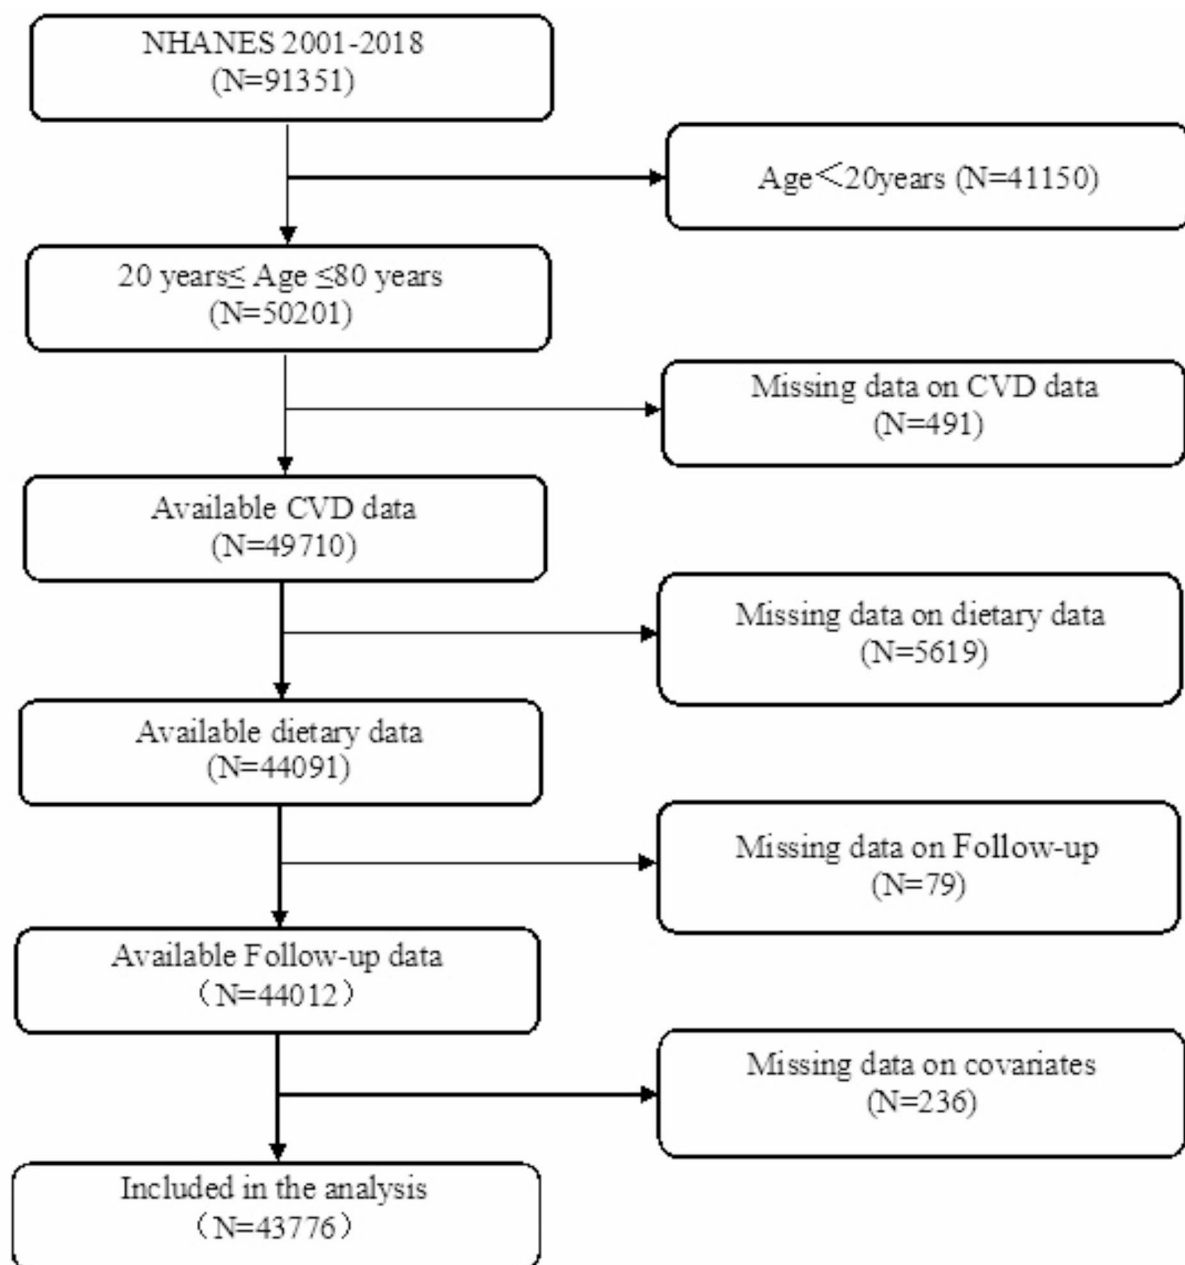 NHANES 2001-2018
(N=91351)
Age＜20years (N=41150)
20 years≤ Age ≤80 years
(N=50201)
Missing data on CVD data
(N=491)
Available CVD data
(N=49710)
Missing data on dietary data
(N=5619)
Available dietary data
(N=44091)
Missing data on Follow-up
(N=79)
Available Follow-up data
（N=44012）
Missing data on covariates
(N=236)
Included in the analysis
（N=43776）